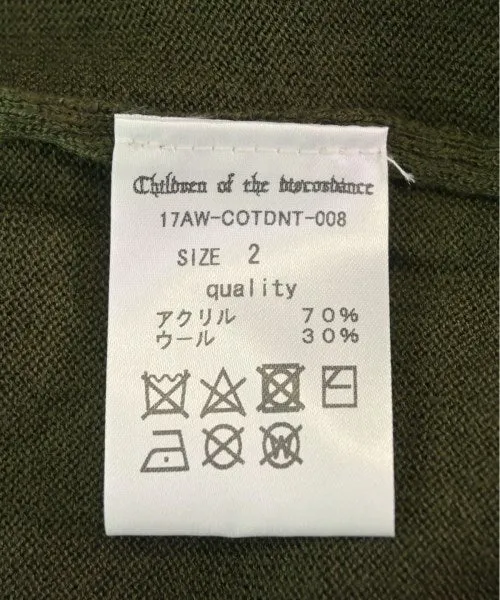 Children of the discordance
17AW-COTDNT-008
SIZE 2
quality
アクリル 70%
ウール 30%
W